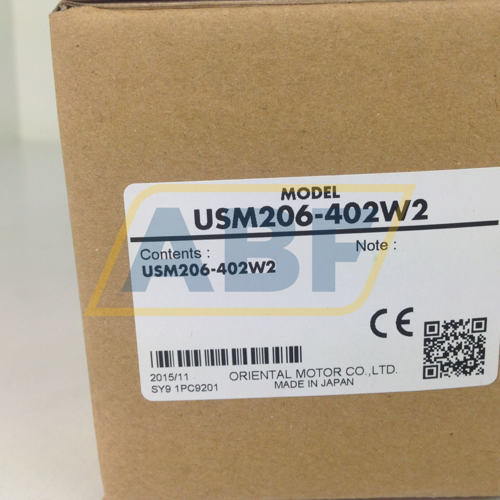 MODEL
USM206-402W2
Contents :
Note :
USM206-402W2
ABF
CE
2015/11
SY9 1PC9201
ORIENTAL MOTOR CO.,LTD.
MADE IN JAPAN